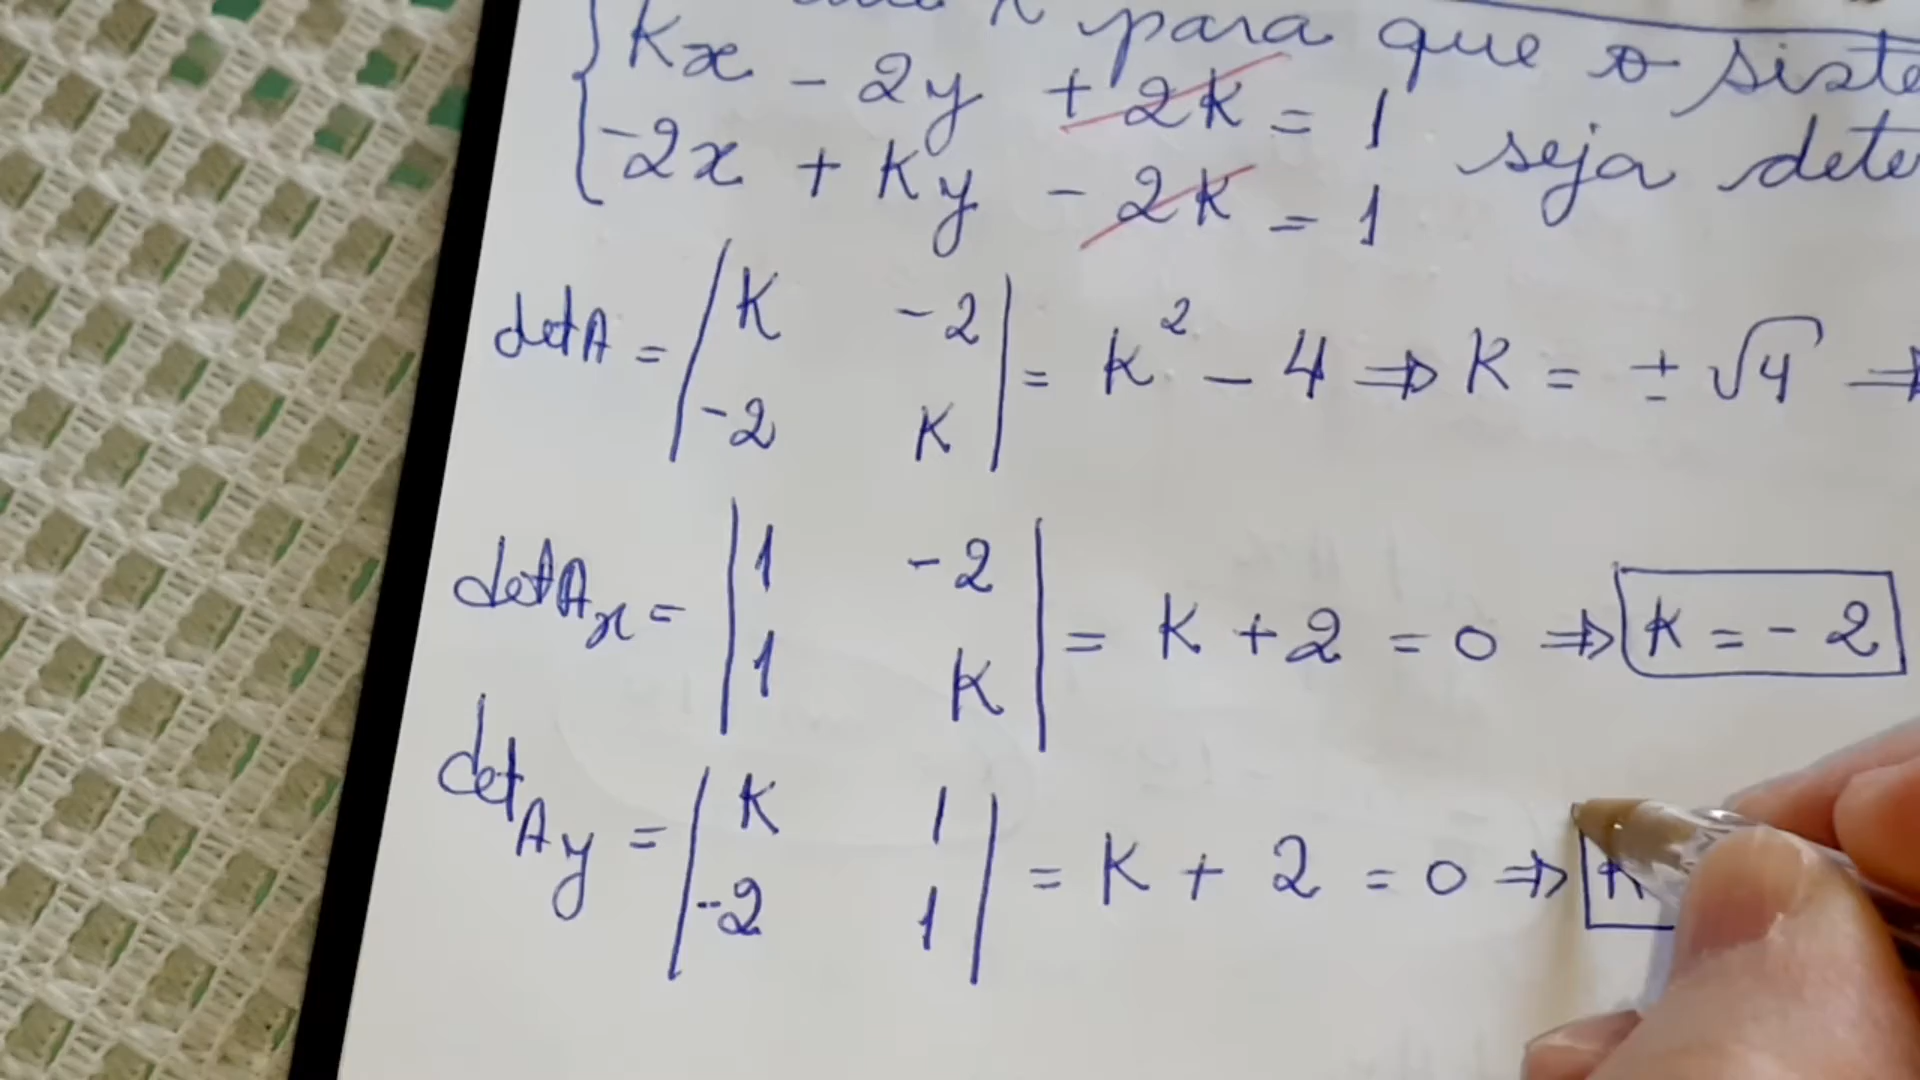 K para que o siste
Kx - 2y + 2K = 1
-2x + Ky - 2K = 1 seja dete
detA = | K -2 | = K² - 4 ⇒ K = ± √4 ⇒
| -2 K |
detAx = | 1 -2 | = K + 2 = 0 ⇒ K = - 2
| 1 K |
detAy = | K 1 | = K + 2 = 0 ⇒ K
| -2 1 |